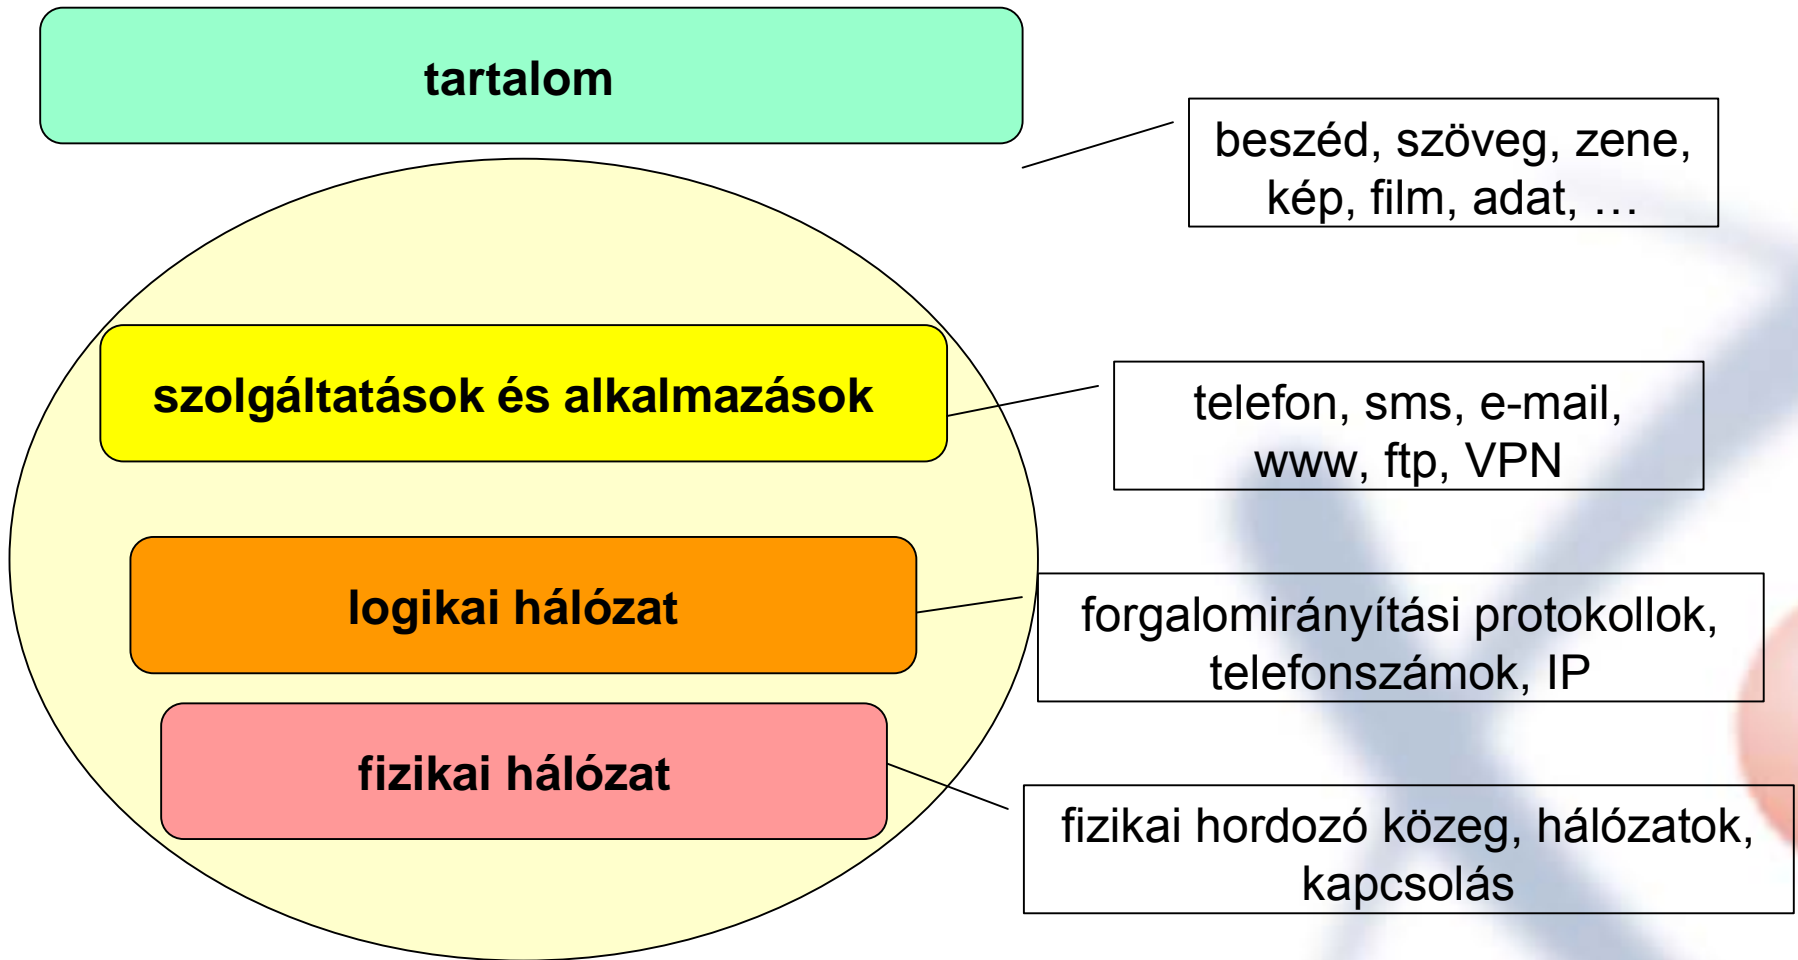 tartalom
beszéd, szöveg, zene,
kép, film, adat, …
szolgáltatások és alkalmazások
telefon, sms, e-mail,
www, ftp, VPN
logikai hálózat
forgalomirányítási protokollok,
telefonszámok, IP
fizikai hálózat
fizikai hordozó közeg, hálózatok,
kapcsolás